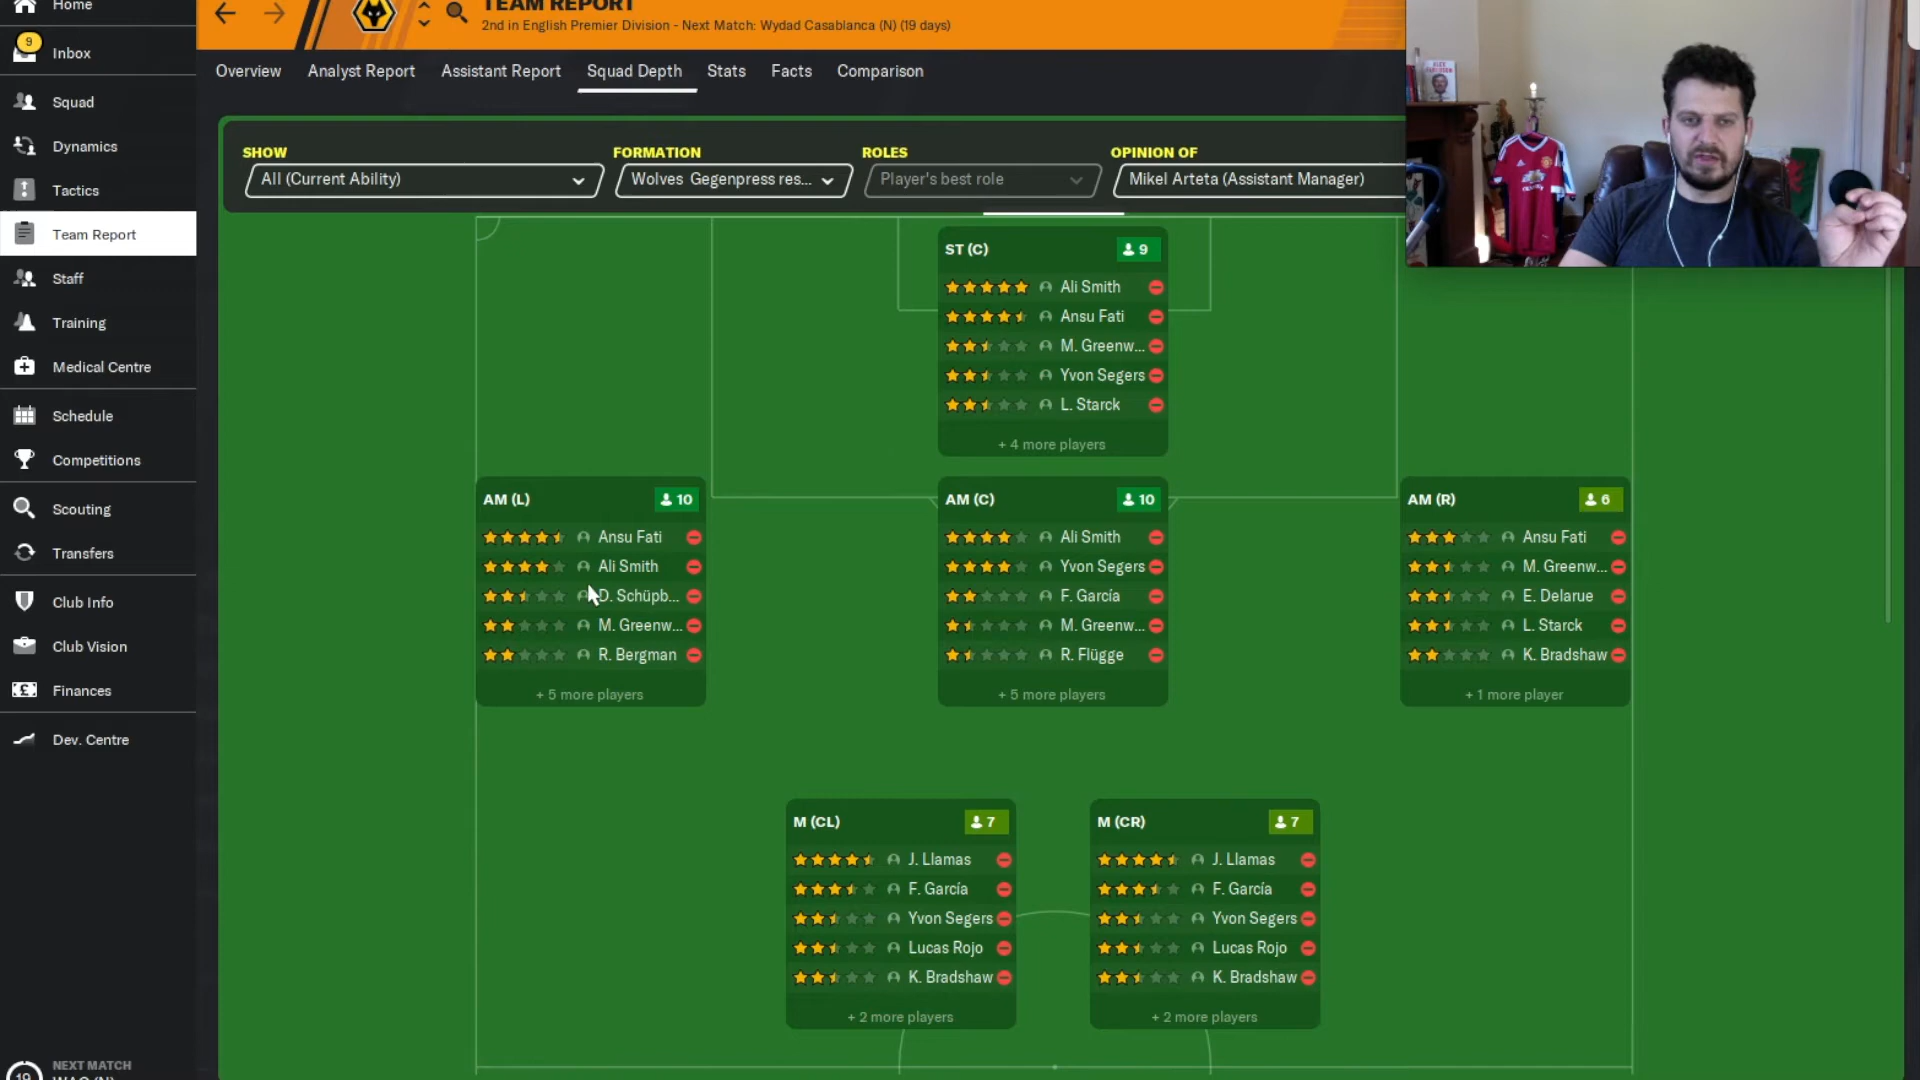 Home
TEAM REPORT
2nd in English Premier Division - Next Match: Wydad Casablanca (N) (19 days)
9
Inbox
Overview Analyst Report Assistant Report Squad Depth Stats Facts Comparison
Squad
Dynamics
Tactics
Team Report
Staff
Training
Medical Centre
Schedule
Competitions
Scouting
Transfers
Club Info
Club Vision
Finances
Dev. Centre
NEXT MATCH
19
SHOW FORMATION ROLES OPINION OF
All (Current Ability) Wolves Gegenpress res... Player's best role Mikel Arteta (Assistant Manager)
ST (C) 9
Ali Smith
Ansu Fati
M. Greenw...
Yvon Segers
L. Starck
+ 4 more players
AM (L) 10
Ansu Fati
Ali Smith
D. Schüpb...
M. Greenw...
R. Bergman
+ 5 more players
AM (C) 10
Ali Smith
Yvon Segers
F. García
M. Greenw...
R. Flügge
+ 5 more players
AM (R) 6
Ansu Fati
M. Greenw...
E. Delarue
L. Starck
K. Bradshaw
+ 1 more player
M (CL) 7
J. Llamas
F. García
Yvon Segers
Lucas Rojo
K. Bradshaw
+ 2 more players
M (CR) 7
J. Llamas
F. García
Yvon Segers
Lucas Rojo
K. Bradshaw
+ 2 more players